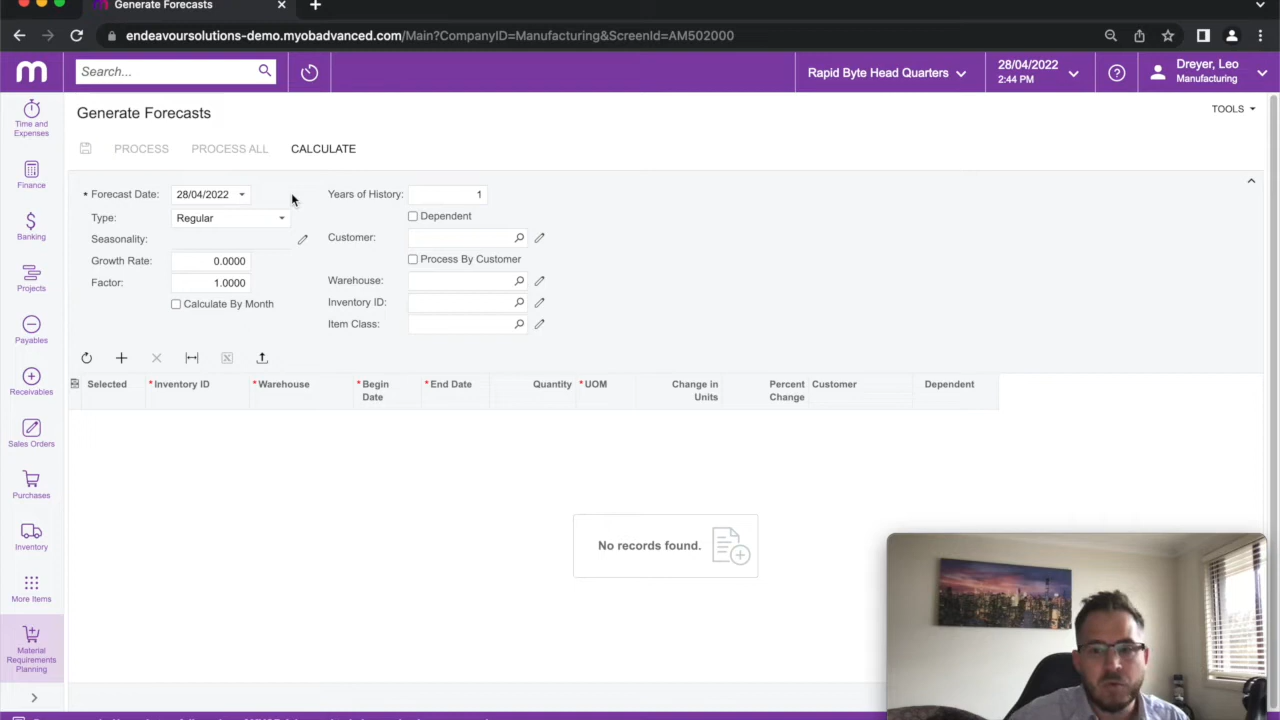 Generate Forecasts
endeavoursolutions-demo.myobadvanced.com/Main?CompanyID=Manufacturing&ScreenId=AM502000
Search...
Rapid Byte Head Quarters
28/04/2022
2:44 PM
Dreyer, Leo
Manufacturing
Time and
Expenses
Finance
Banking
Projects
Payables
Receivables
Sales Orders
Purchases
Inventory
More Items
Material
Requirements
Planning
Generate Forecasts
TOOLS
PROCESS PROCESS ALL CALCULATE
* Forecast Date: 28/04/2022
Type: Regular
Seasonality:
Growth Rate: 0.0000
Factor: 1.0000
Calculate By Month
Years of History: 1
Dependent
Customer:
Process By Customer
Warehouse:
Inventory ID:
Item Class:
Selected * Inventory ID * Warehouse * Begin Date * End Date Quantity * UOM Change in Units Percent Change Customer Dependent
No records found.